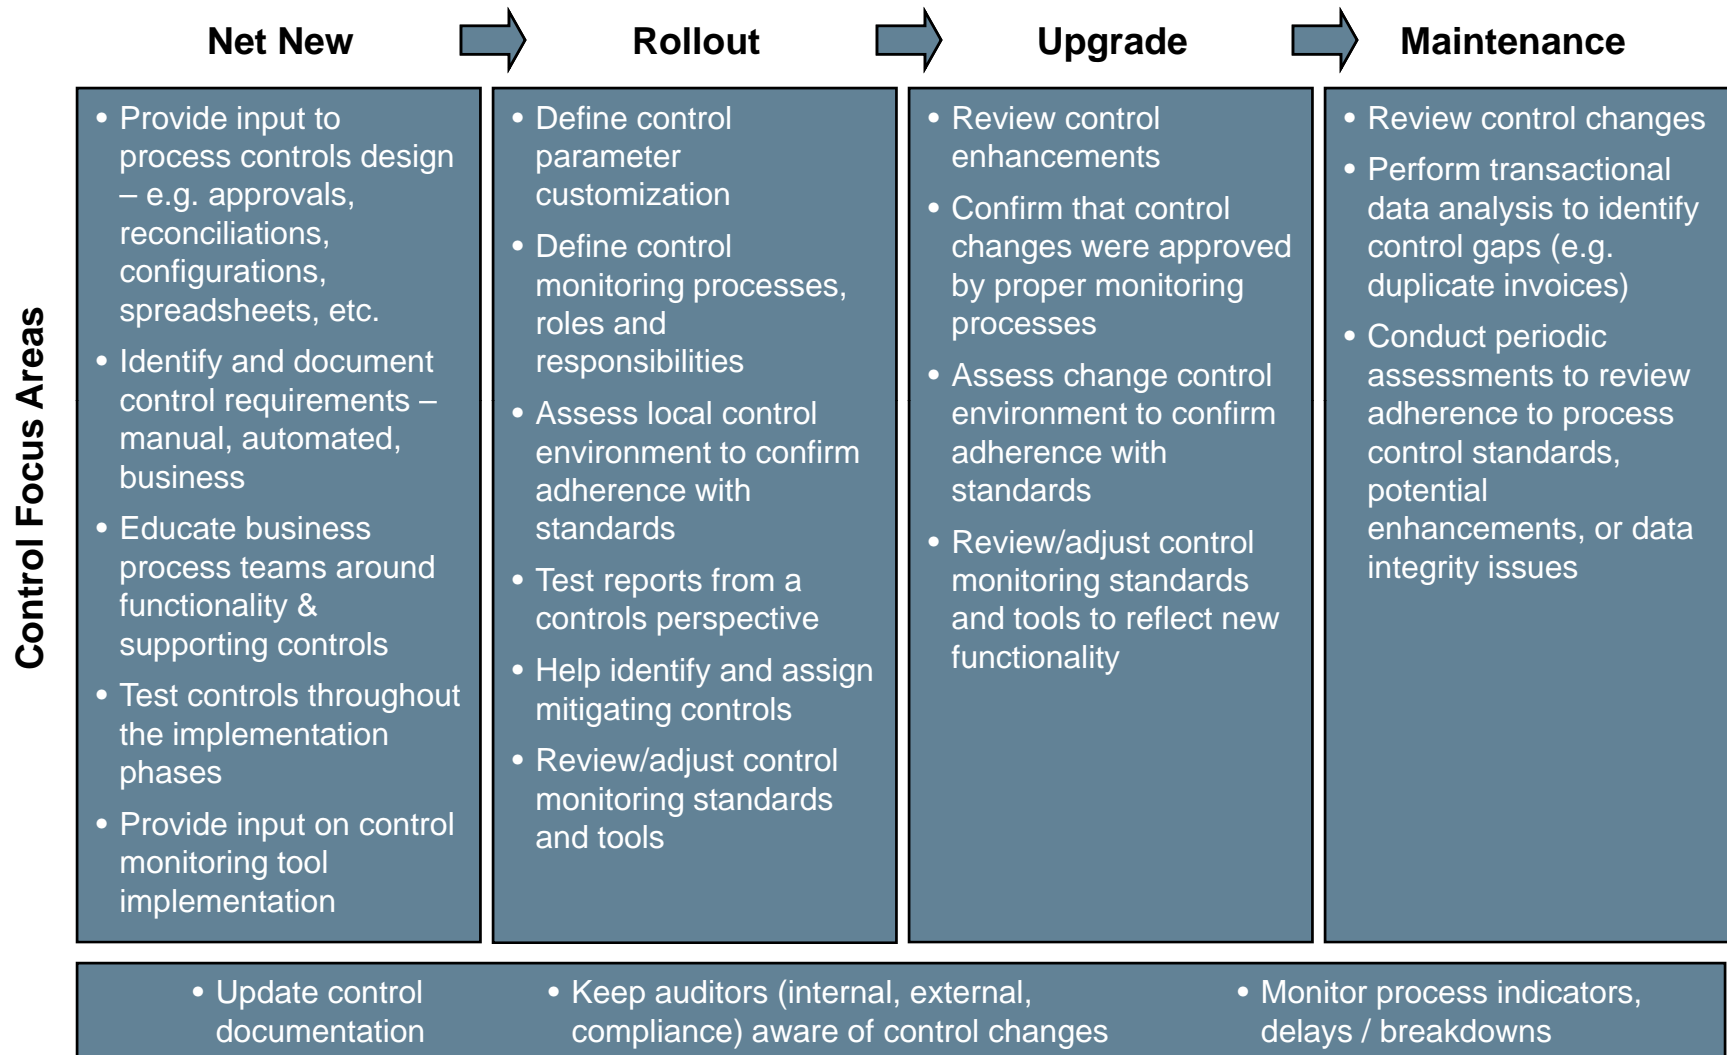 Net New
Rollout
Upgrade
Maintenance
Control Focus Areas
• Provide input to
process controls design
– e.g. approvals,
reconciliations,
configurations,
spreadsheets, etc.
• Identify and document
control requirements –
manual, automated,
business
• Educate business
process teams around
functionality &
supporting controls
• Test controls throughout
the implementation
phases
• Provide input on control
monitoring tool
implementation
• Define control
parameter
customization
• Define control
monitoring processes,
roles and
responsibilities
• Assess local control
environment to confirm
adherence with
standards
• Test reports from a
controls perspective
• Help identify and assign
mitigating controls
• Review/adjust control
monitoring standards
and tools
• Review control
enhancements
• Confirm that control
changes were approved
by proper monitoring
processes
• Assess change control
environment to confirm
adherence with
standards
• Review/adjust control
monitoring standards
and tools to reflect new
functionality
• Review control changes
• Perform transactional
data analysis to identify
control gaps (e.g.
duplicate invoices)
• Conduct periodic
assessments to review
adherence to process
control standards,
potential
enhancements, or data
integrity issues
• Update control
documentation
• Keep auditors (internal, external,
compliance) aware of control changes
• Monitor process indicators,
delays / breakdowns